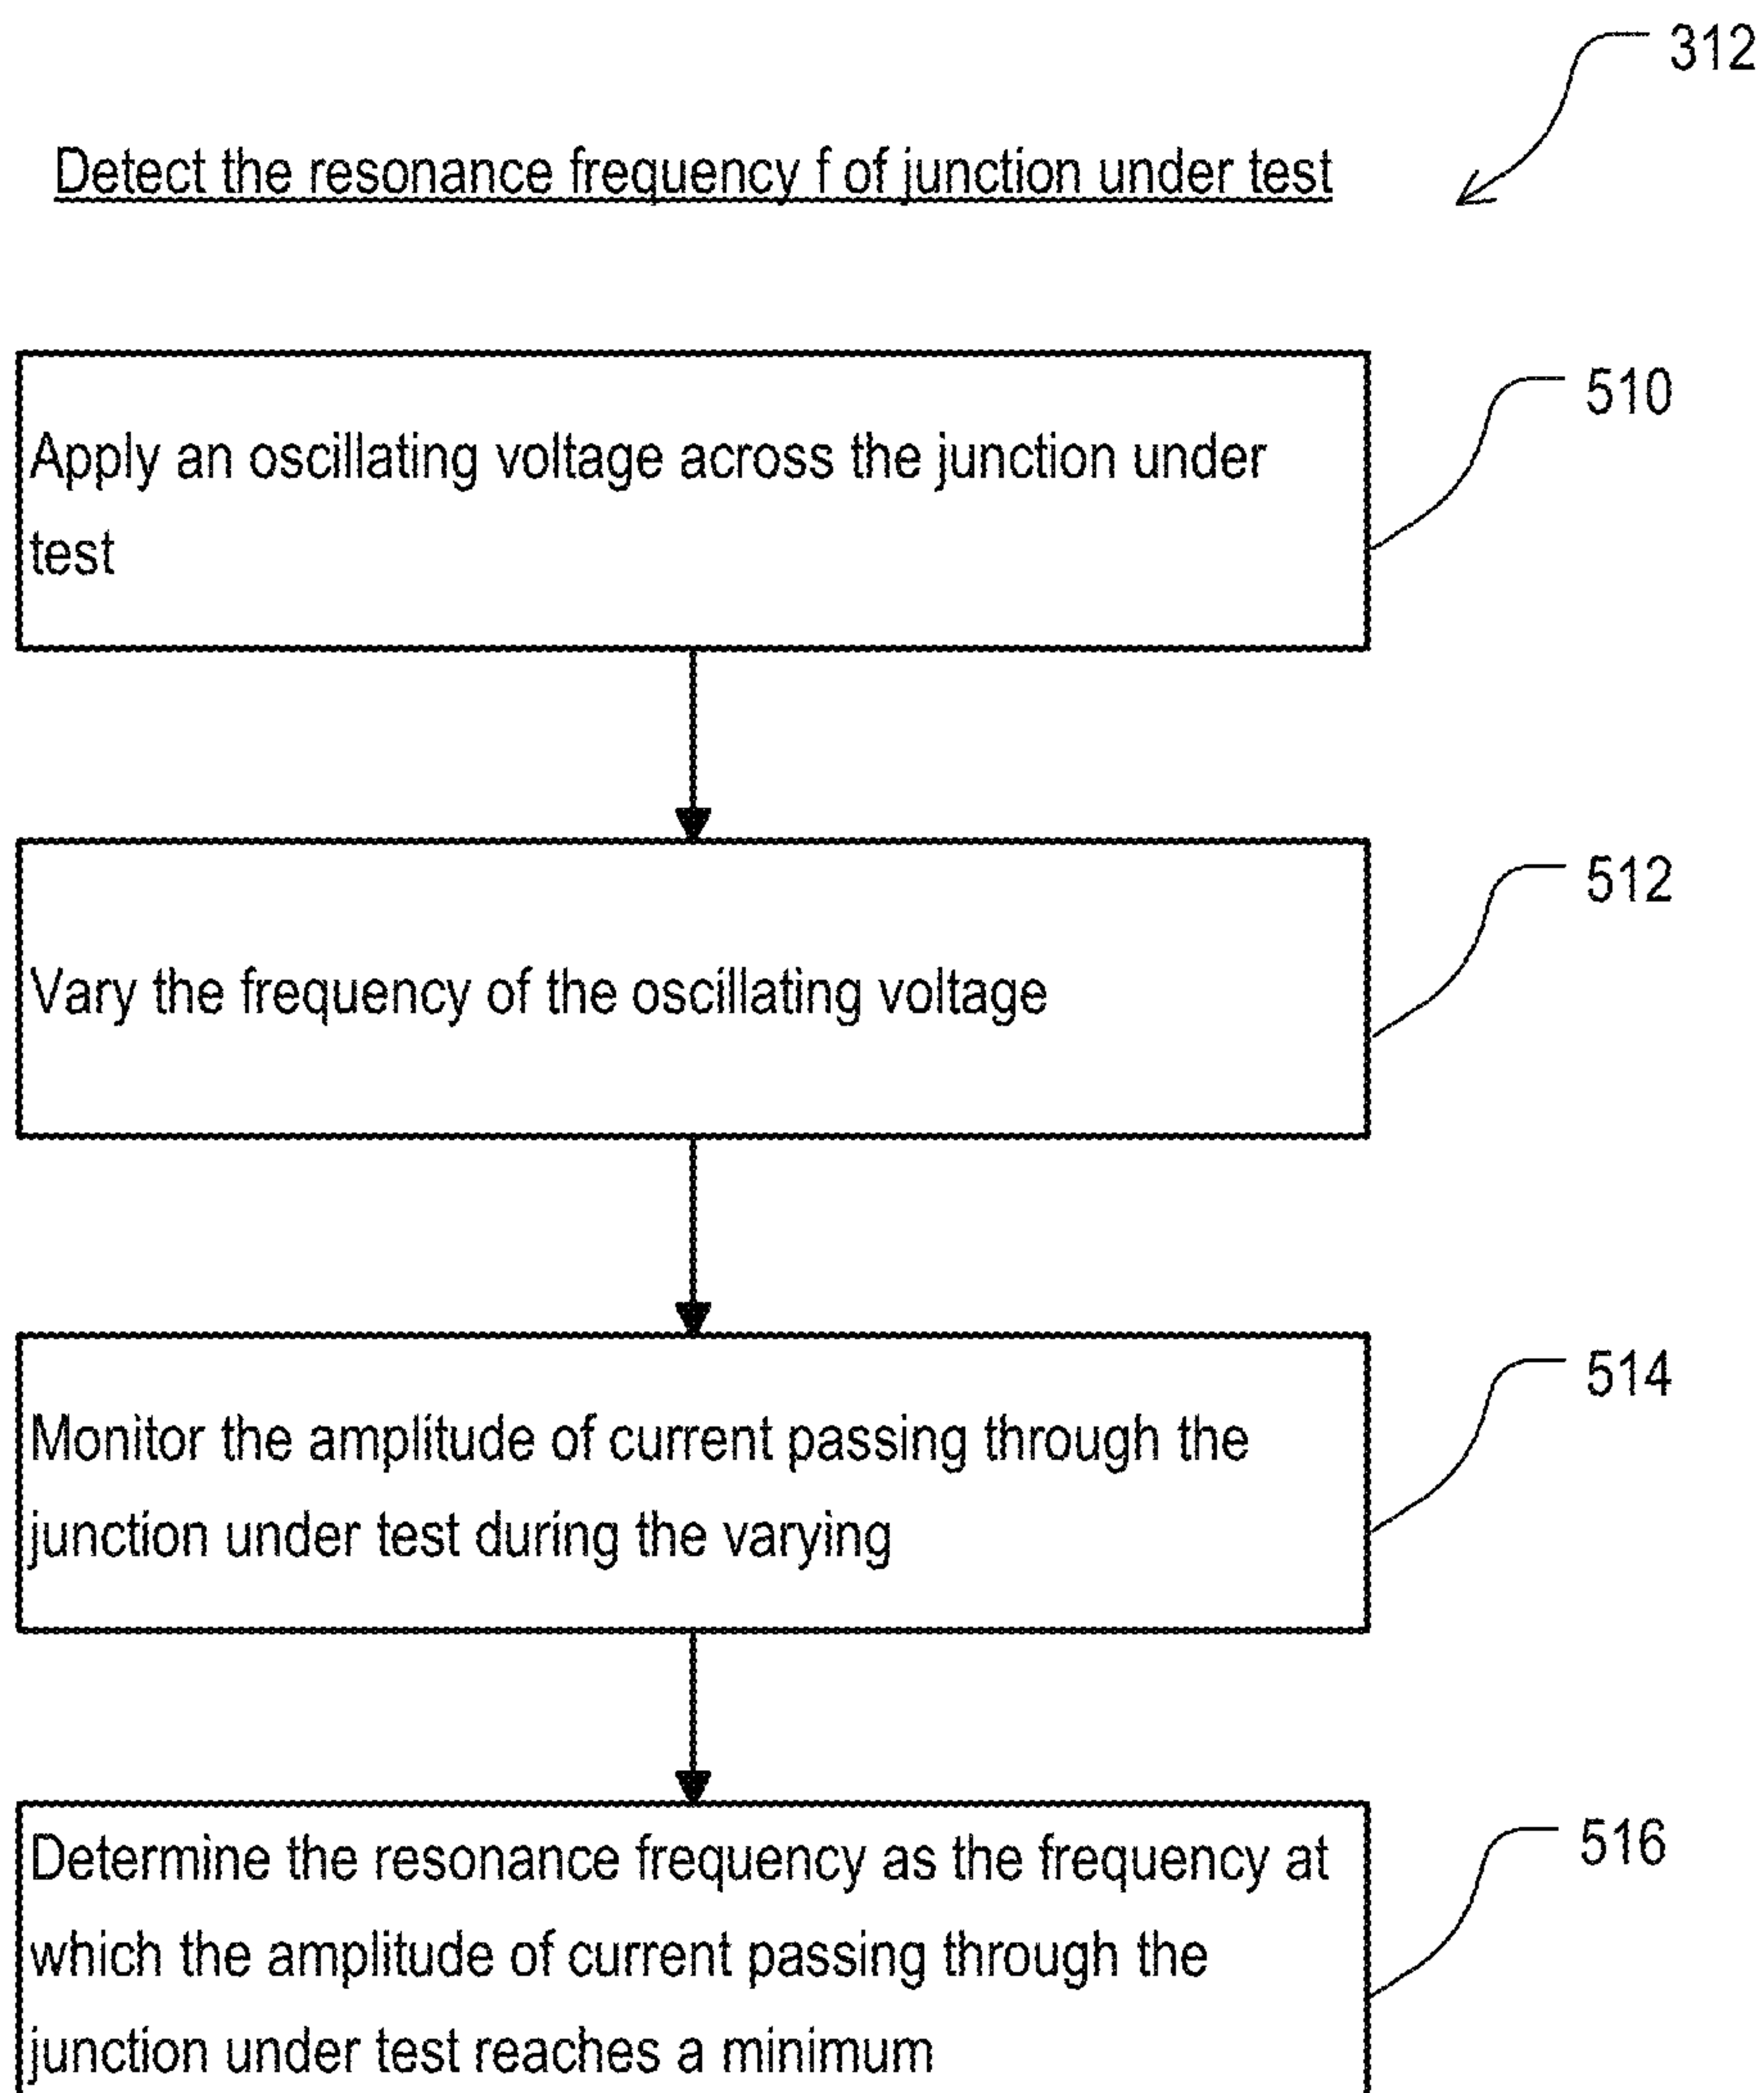 312
Detect the resonance frequency f of junction under test
510
Apply an oscillating voltage across the junction under
test
512
Vary the frequency of the oscillating voltage
514
Monitor the amplitude of current passing through the
junction under test during the varying
516
Determine the resonance frequency as the frequency at
which the amplitude of current passing through the
junction under test reaches a minimum